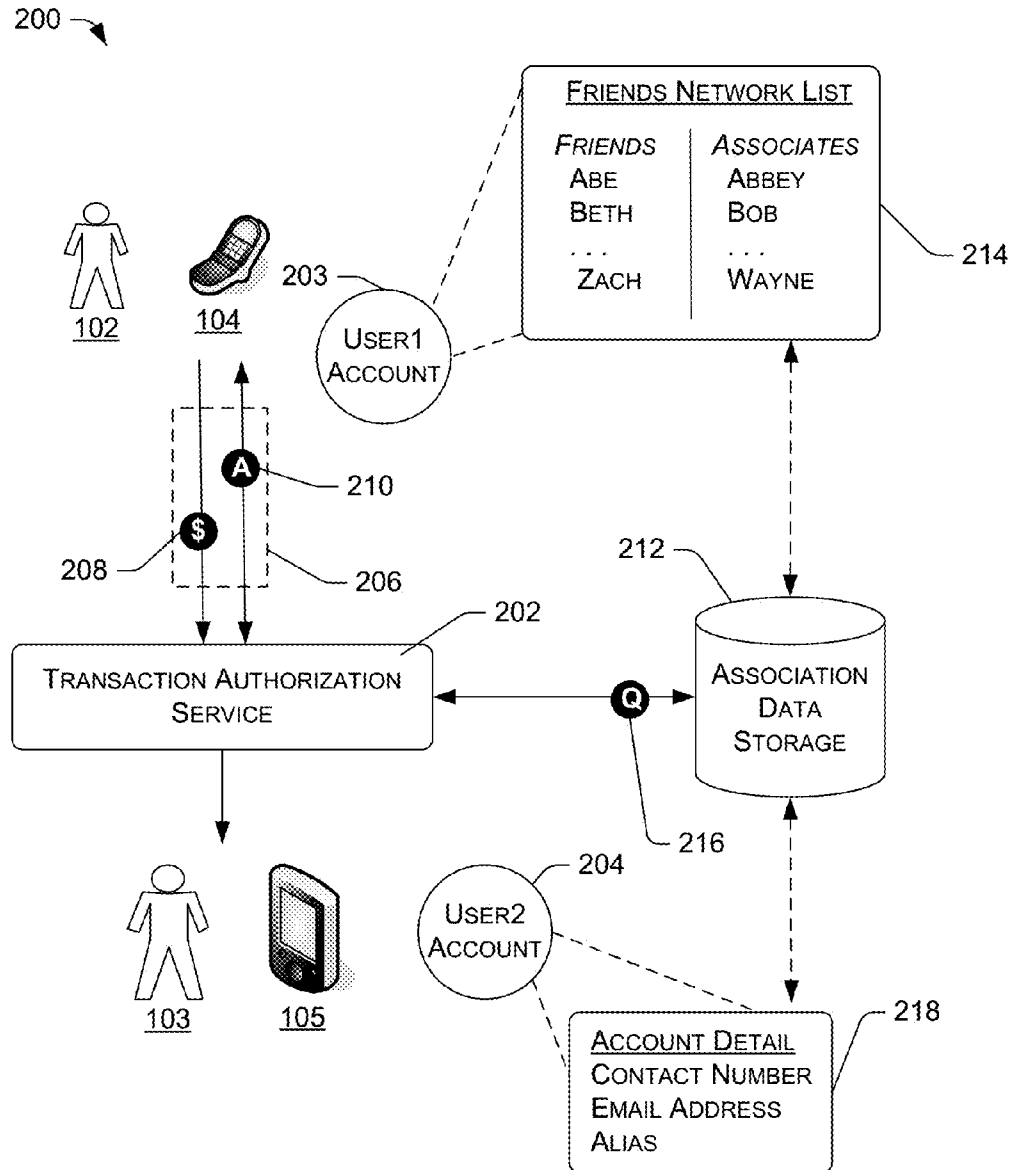 200
FRIENDS NETWORK LIST
FRIENDS
ASSOCIATES
ABE
ABBEY
BETH
BOB
. . .
. . .
ZACH
WAYNE
214
102
104
203
USER1
ACCOUNT
A
210
$
208
206
212
202
TRANSACTION AUTHORIZATION
SERVICE
Q
216
ASSOCIATION
DATA
STORAGE
103
105
204
USER2
ACCOUNT
218
ACCOUNT DETAIL
CONTACT NUMBER
EMAIL ADDRESS
ALIAS